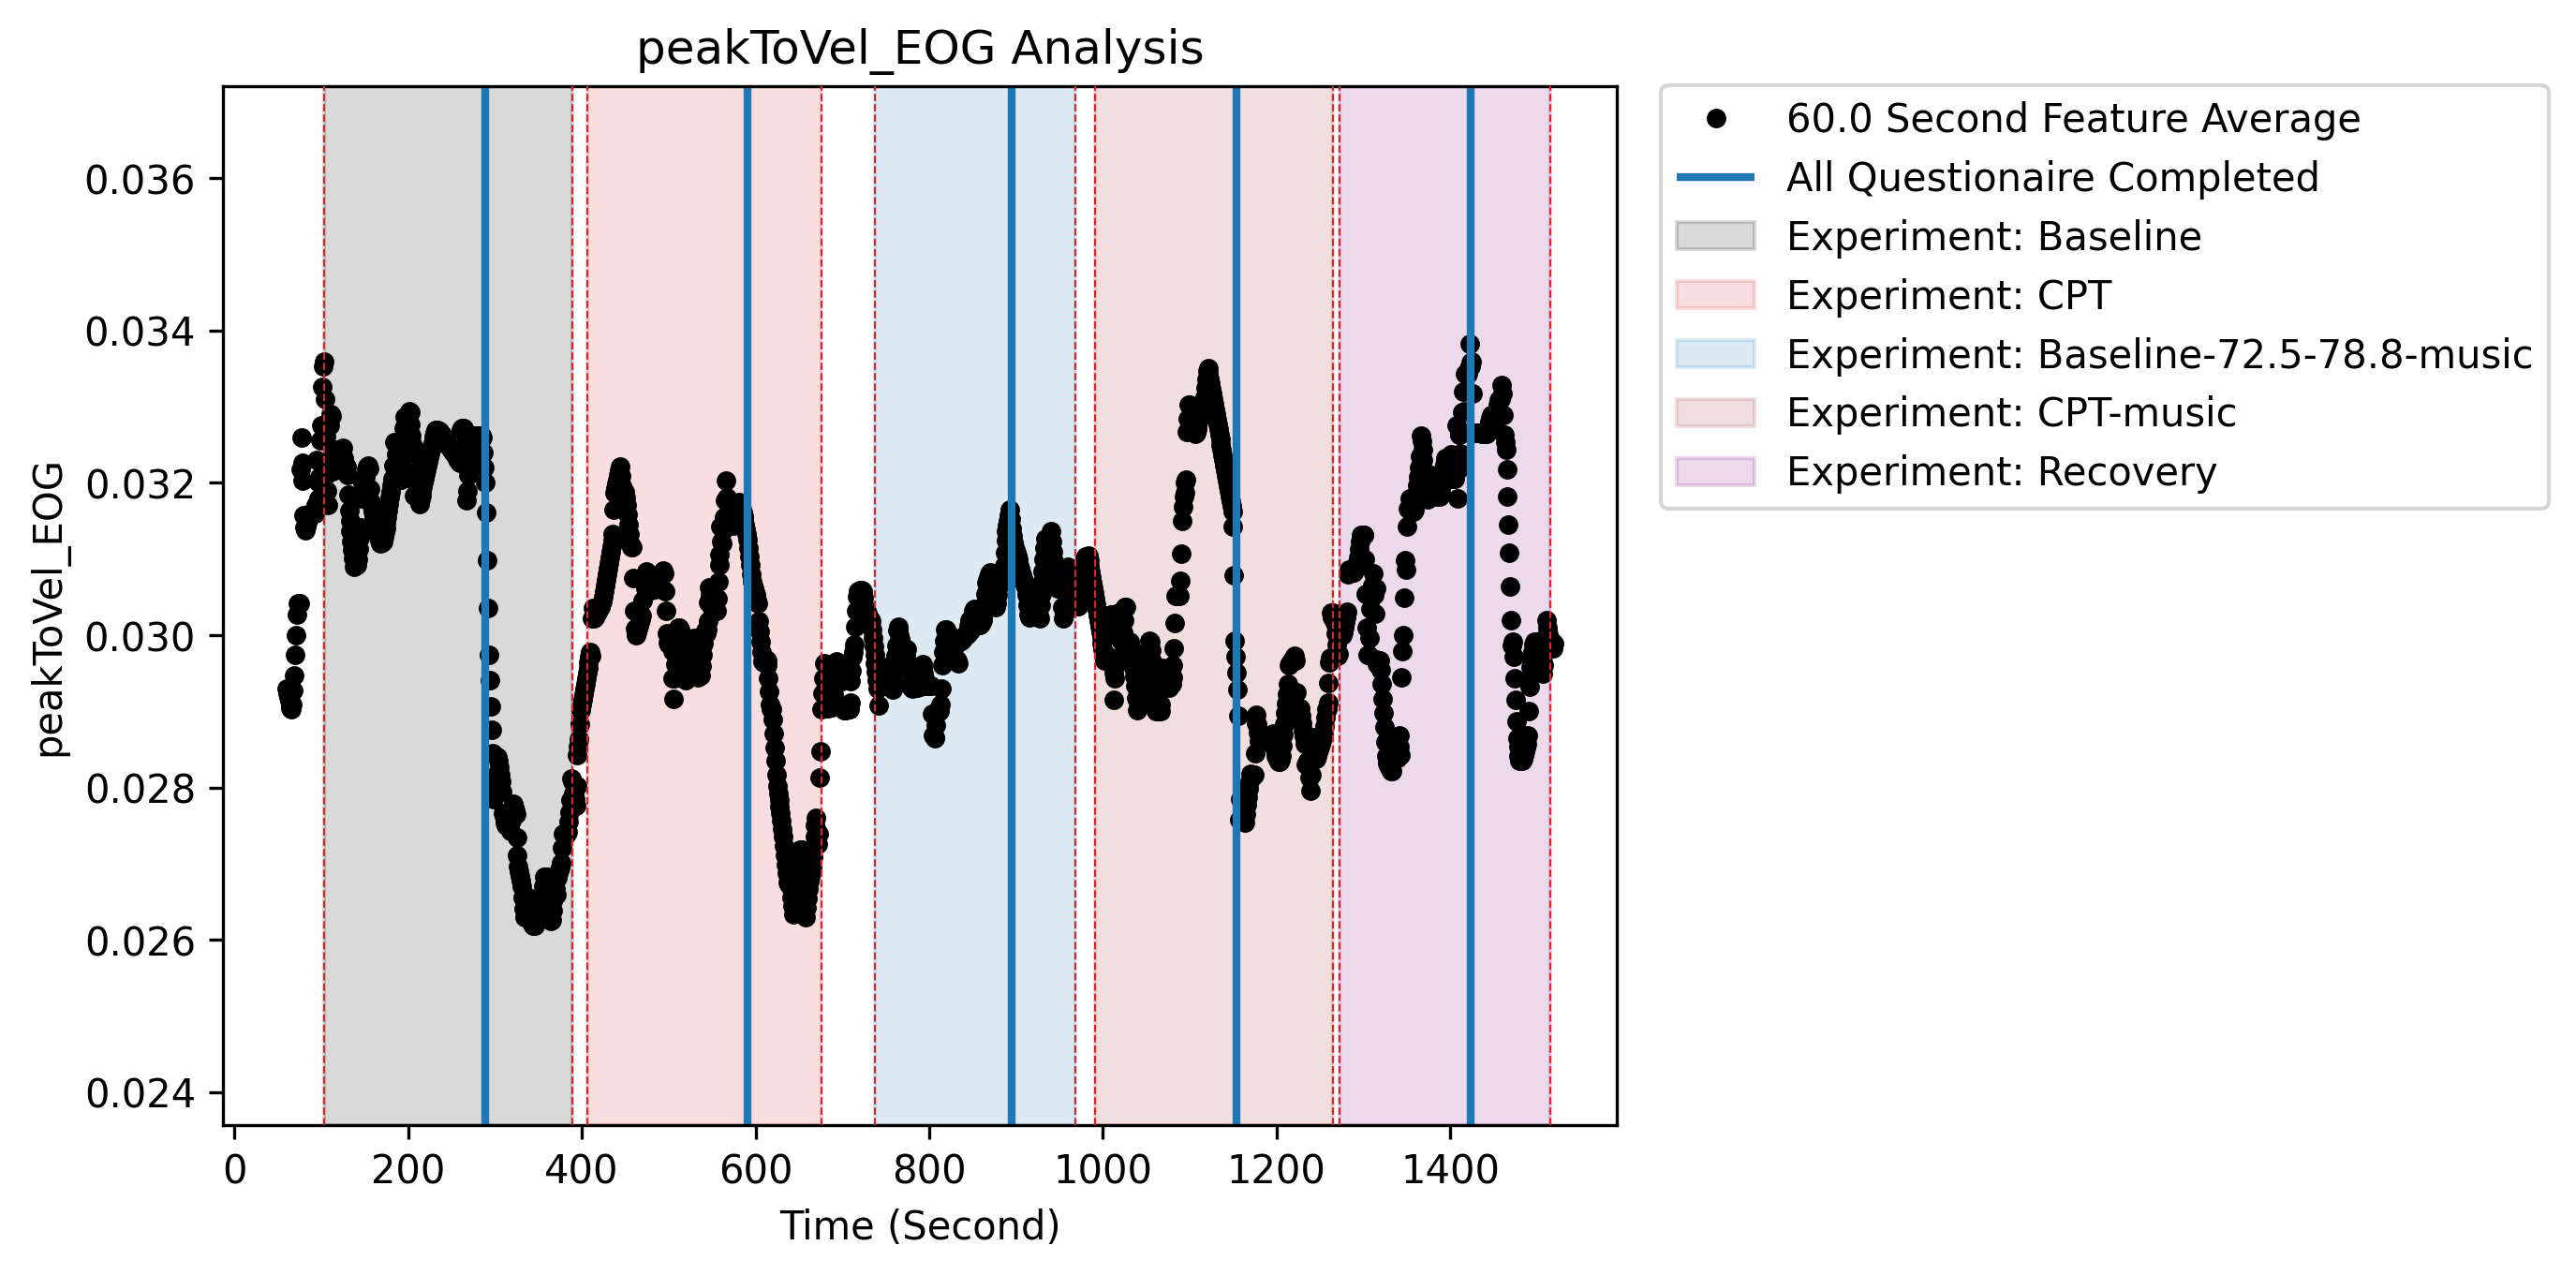 peakToVel_EOG Analysis
0.036
0.034
0.032
0.030
0.028
0.026
0.024
peakToVel_EOG
0 200 400 600 800 1000 1200 1400
Time (Second)
60.0 Second Feature Average
All Questionaire Completed
Experiment: Baseline
Experiment: CPT
Experiment: Baseline-72.5-78.8-music
Experiment: CPT-music
Experiment: Recovery